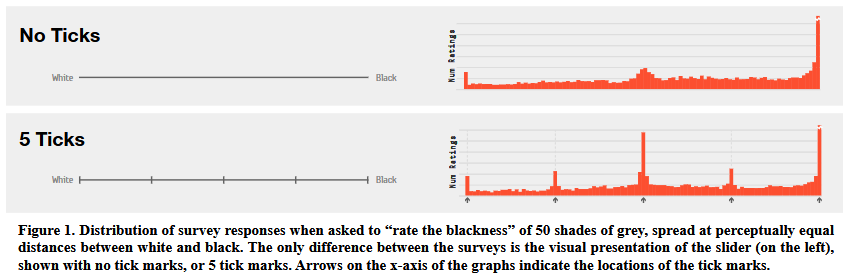 No Ticks
White
Black
Num Ratings
5 Ticks
White
Black
Num Ratings
Figure 1. Distribution of survey responses when asked to “rate the blackness” of 50 shades of grey, spread at perceptually equal
distances between white and black. The only difference between the surveys is the visual presentation of the slider (on the left),
shown with no tick marks, or 5 tick marks. Arrows on the x-axis of the graphs indicate the locations of the tick marks.